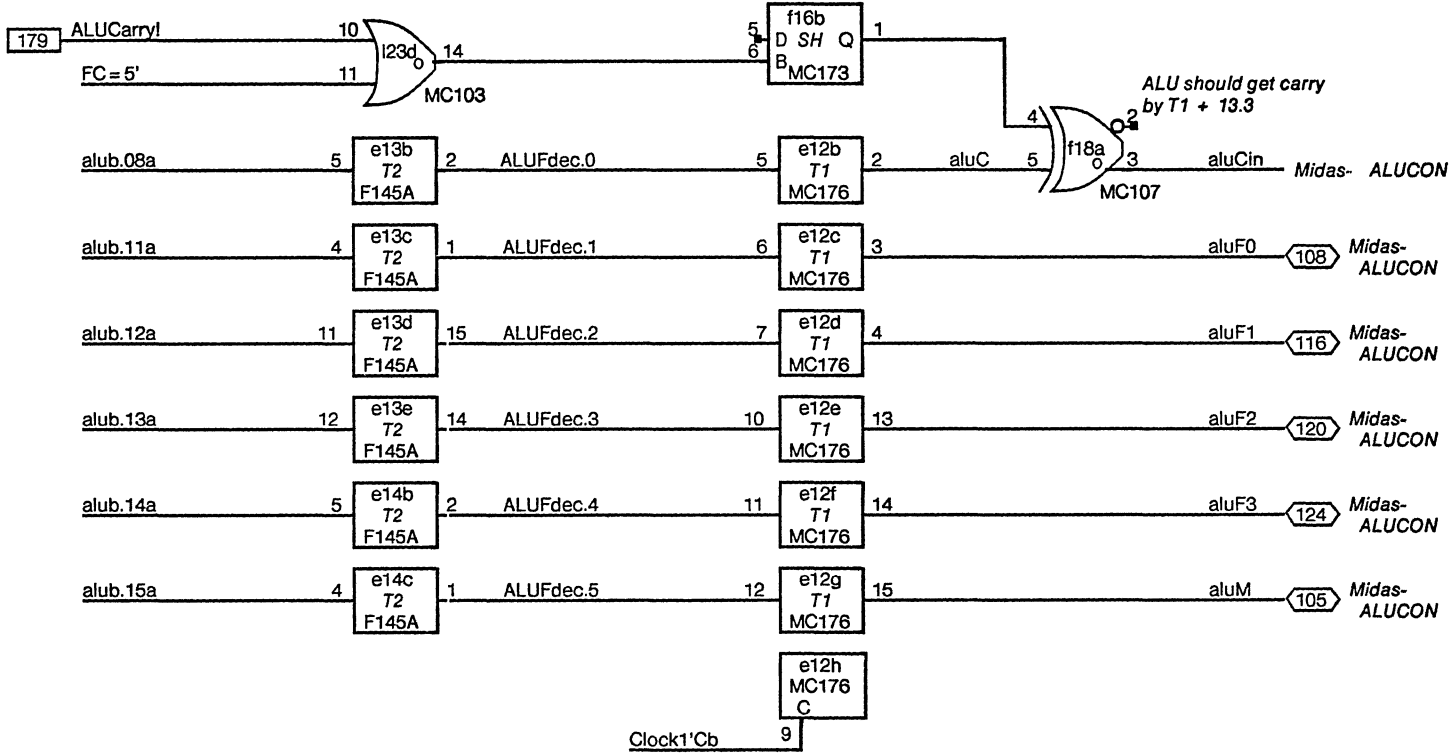 179 ALUCarry! 10 l23d 14 MC103
FC=5' 11
5 D SH Q 1 f16b
6 B MC173
ALU should get carry
by T1 + 13.3
4 f18a 2
alub.08a 5 e13b T2 F145A 2 ALUFdec.0 5 e12b T1 MC176 2 aluC 5 3 aluCin Midas- ALUCON
MC107
alub.11a 4 e13c T2 F145A 1 ALUFdec.1 6 e12c T1 MC176 3 aluF0 108 Midas-
ALUCON
alub.12a 11 e13d T2 F145A 15 ALUFdec.2 7 e12d T1 MC176 4 aluF1 116 Midas-
ALUCON
alub.13a 12 e13e T2 F145A 14 ALUFdec.3 10 e12e T1 MC176 13 aluF2 120 Midas-
ALUCON
alub.14a 5 e14b T2 F145A 2 ALUFdec.4 11 e12f T1 MC176 14 aluF3 124 Midas-
ALUCON
alub.15a 4 e14c T2 F145A 1 ALUFdec.5 12 e12g T1 MC176 15 aluM 105 Midas-
ALUCON
e12h
MC176
C
Clock1'Cb 9